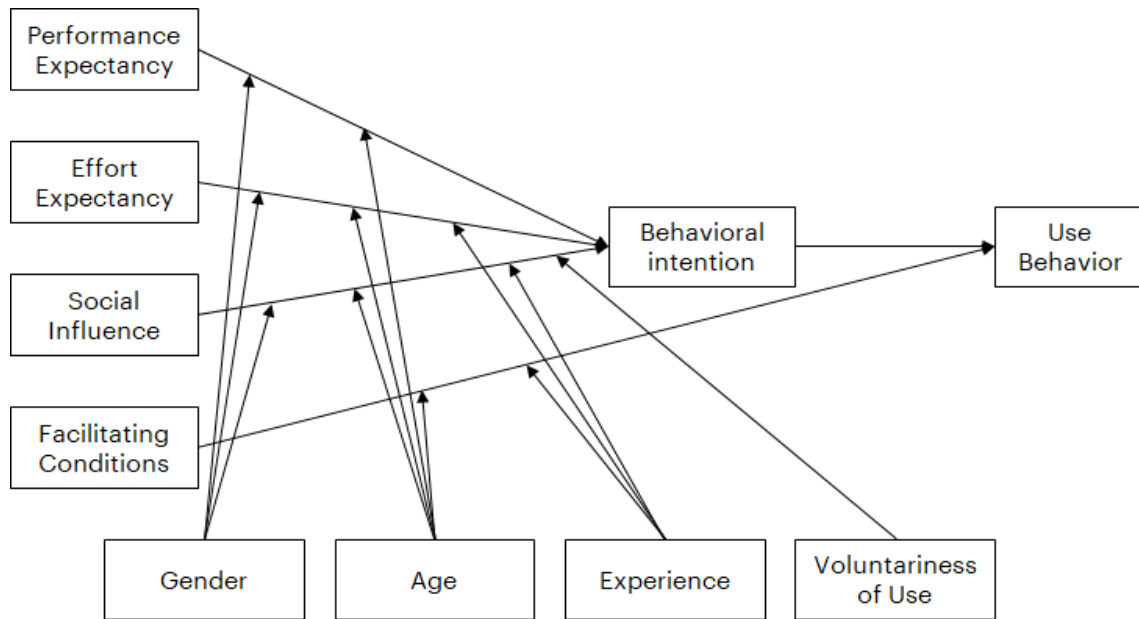 Performance
Expectancy
Effort
Expectancy
Social
Influence
Facilitating
Conditions
Behavioral
intention
Use
Behavior
Gender
Age
Experience
Voluntariness
of Use